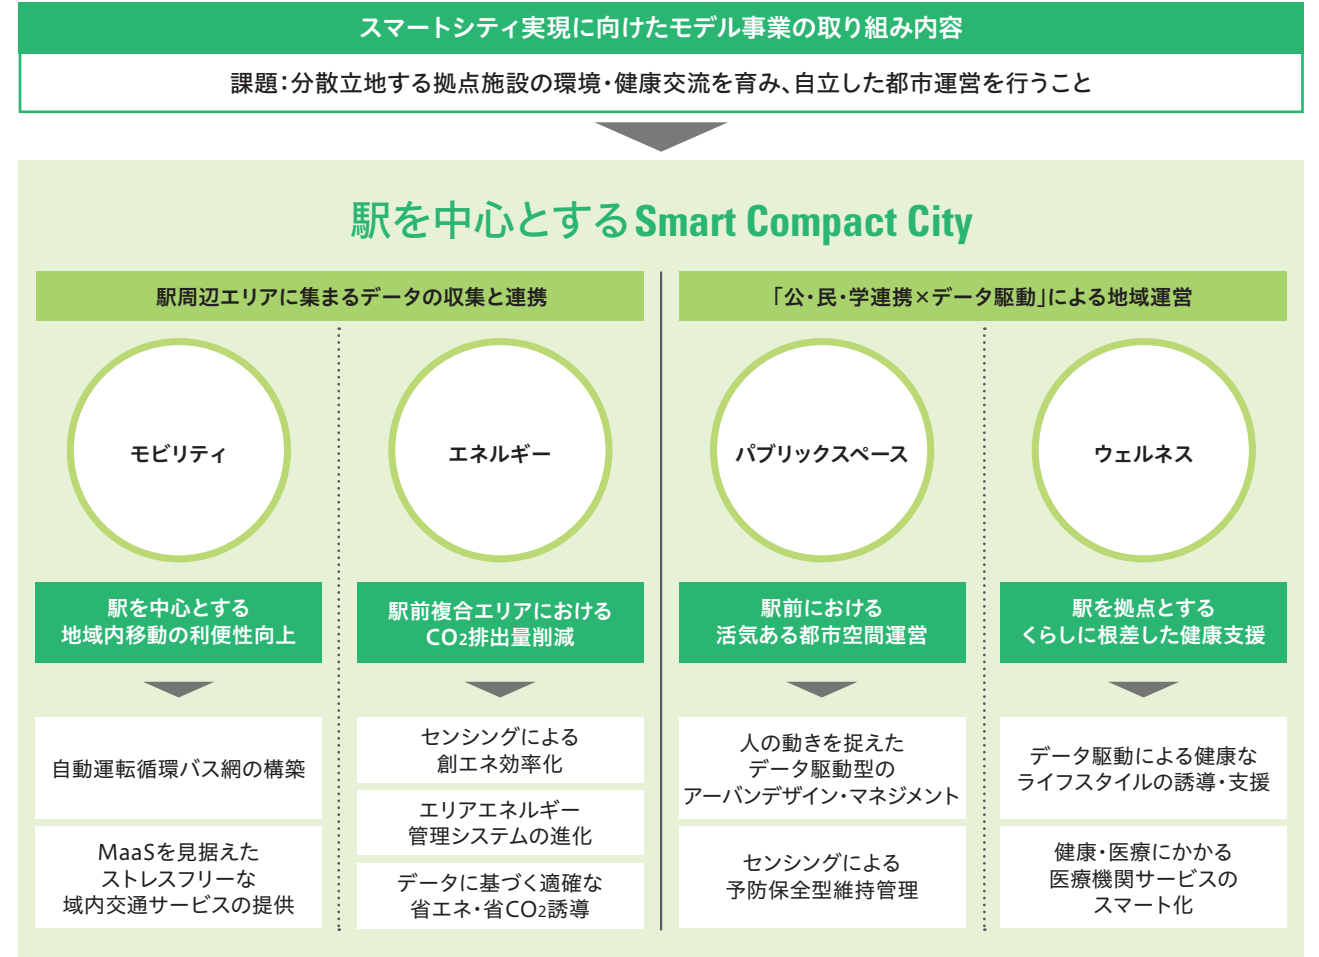 スマートシティ実現に向けたモデル事業の取り組み内容
課題：分散立地する拠点施設の環境・健康交流を育み、自立した都市運営を行うこと
駅を中心とするSmart Compact City
駅周辺エリアに集まるデータの収集と連携
「公・民・学連携×データ駆動」による地域運営
モビリティ
エネルギー
パブリックスペース
ウェルネス
駅を中心とする
地域内移動の利便性向上
駅前複合エリアにおける
CO2排出量削減
駅前における
活気ある都市空間運営
駅を拠点とする
くらしに根差した健康支援
自動運転循環バス網の構築
MaaSを見据えた
ストレスフリーな
域内交通サービスの提供
センシングによる
創エネ効率化
エリアエネルギー
管理システムの進化
データに基づく適確な
省エネ・省CO2誘導
人の動きを捉えた
データ駆動型の
アーバンデザイン・マネジメント
センシングによる
予防保全型維持管理
データ駆動による健康な
ライフスタイルの誘導・支援
健康・医療にかかる
医療機関サービスの
スマート化